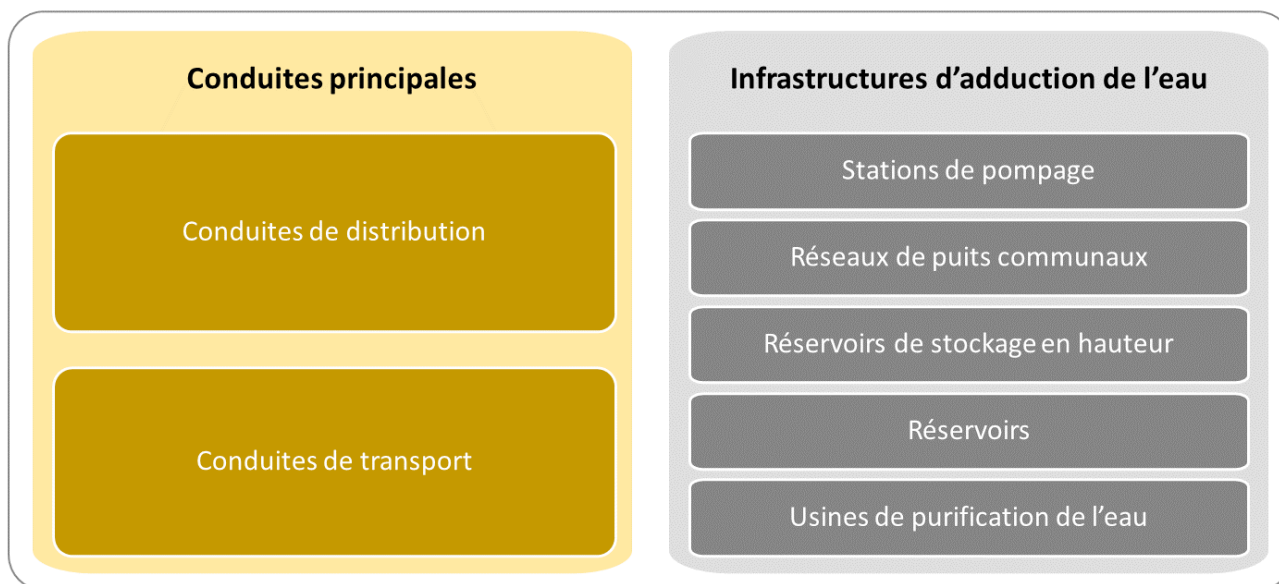 Conduites principales
Conduites de distribution
Conduites de transport
Infrastructures d’adduction de l’eau
Stations de pompage
Réseaux de puits communaux
Réservoirs de stockage en hauteur
Réservoirs
Usines de purification de l’eau